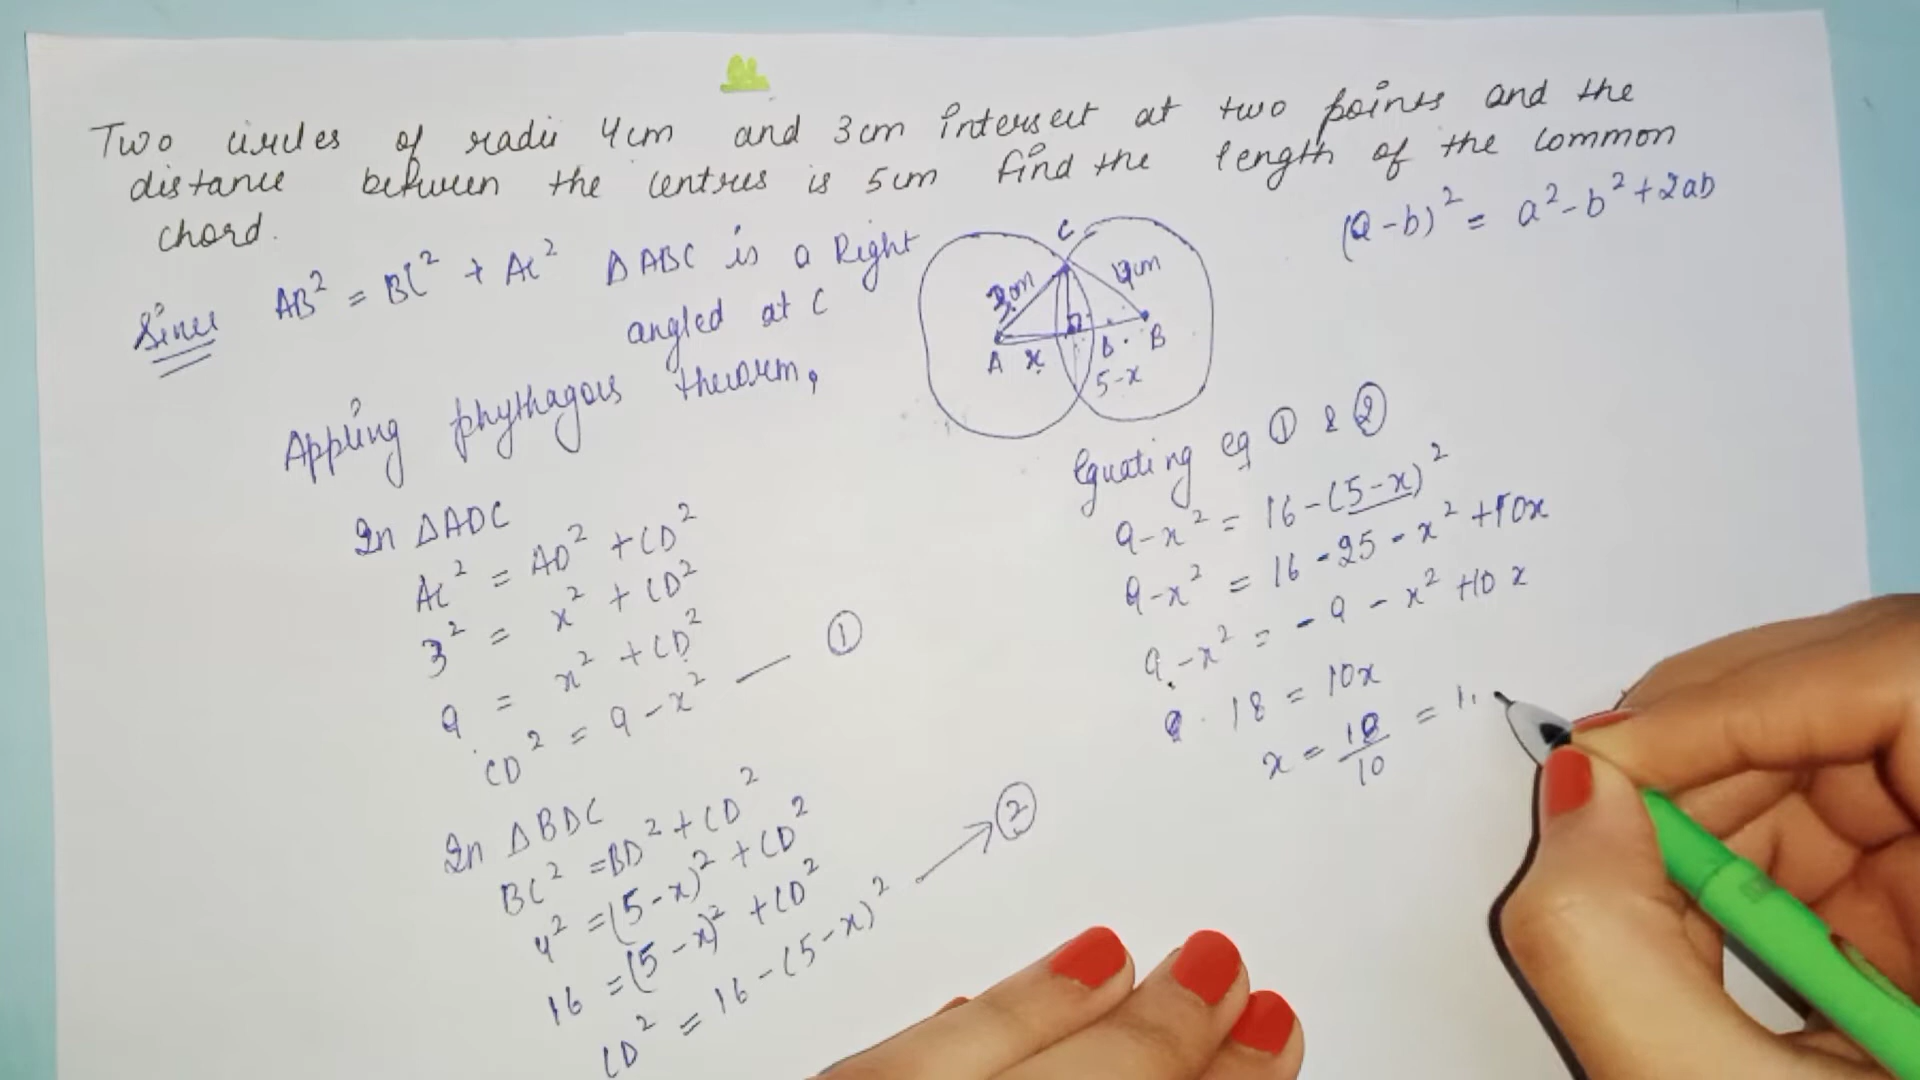 Two circles of radii 4cm and 3cm intersect at two points and the
distance between the centres is 5cm find the length of the common
chord.
(a-b)² = a²-b²+2ab
Since AB² = BC² + AC² ΔABC is a Right
angled at C
Appling phythagous theorm,
C
3cm
4cm
A
x
D
B
5-x
In ΔADC
AC² = AD² + CD²
3² = x² + CD²
9 = x² + CD²
CD² = 9 - x² — ①
In ΔBDC
BC² = BD² + CD²
4² = (5-x)² + CD²
16 = (5-x)² + CD²
CD² = 16 - (5-x)² → ②
Equating eq ① & ②
9-x² = 16-(5-x)²
9-x² = 16-25-x²+10x
9-x² = -9-x²+10x
18 = 10x
x = 18/10 = 1.